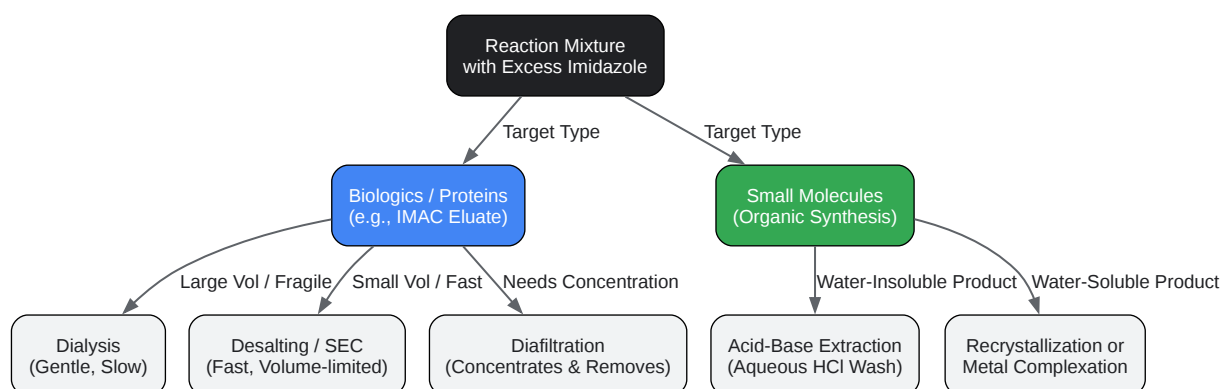 Reaction Mixture
with Excess Imidazole
Target Type
Target Type
Biologics / Proteins
(e.g., IMAC Eluate)
Small Molecules
(Organic Synthesis)
Large Vol / Fragile
Small Vol / Fast
Needs Concentration
Water-Insoluble Product
Water-Soluble Product
Dialysis
(Gentle, Slow)
Desalting / SEC
(Fast, Volume-limited)
Diafiltration
(Concentrates & Removes)
Acid-Base Extraction
(Aqueous HCl Wash)
Recrystallization or
Metal Complexation